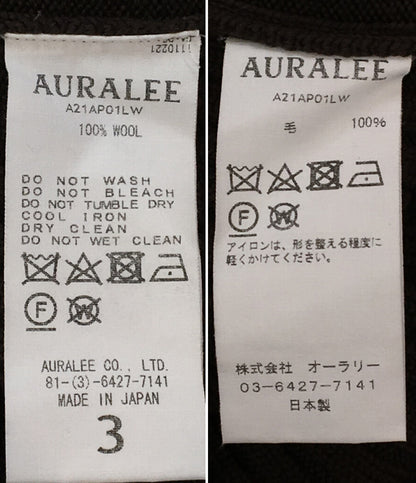 AURALEE
A21AP01LW
100% WOOL
DO NOT WASH
DO NOT BLEACH
DO NOT TUMBLE DRY
COOL IRON
DRY CLEAN
DO NOT WET CLEAN
F W
AURALEE CO., LTD.
81-(3)-6427-7141
MADE IN JAPAN
3
AURALEE
A21AP01LW
毛 100%
F W
アイロンは、形を整える程度に
軽くかけてください。
株式会社 オーラリー
03-6427-7141
日本製